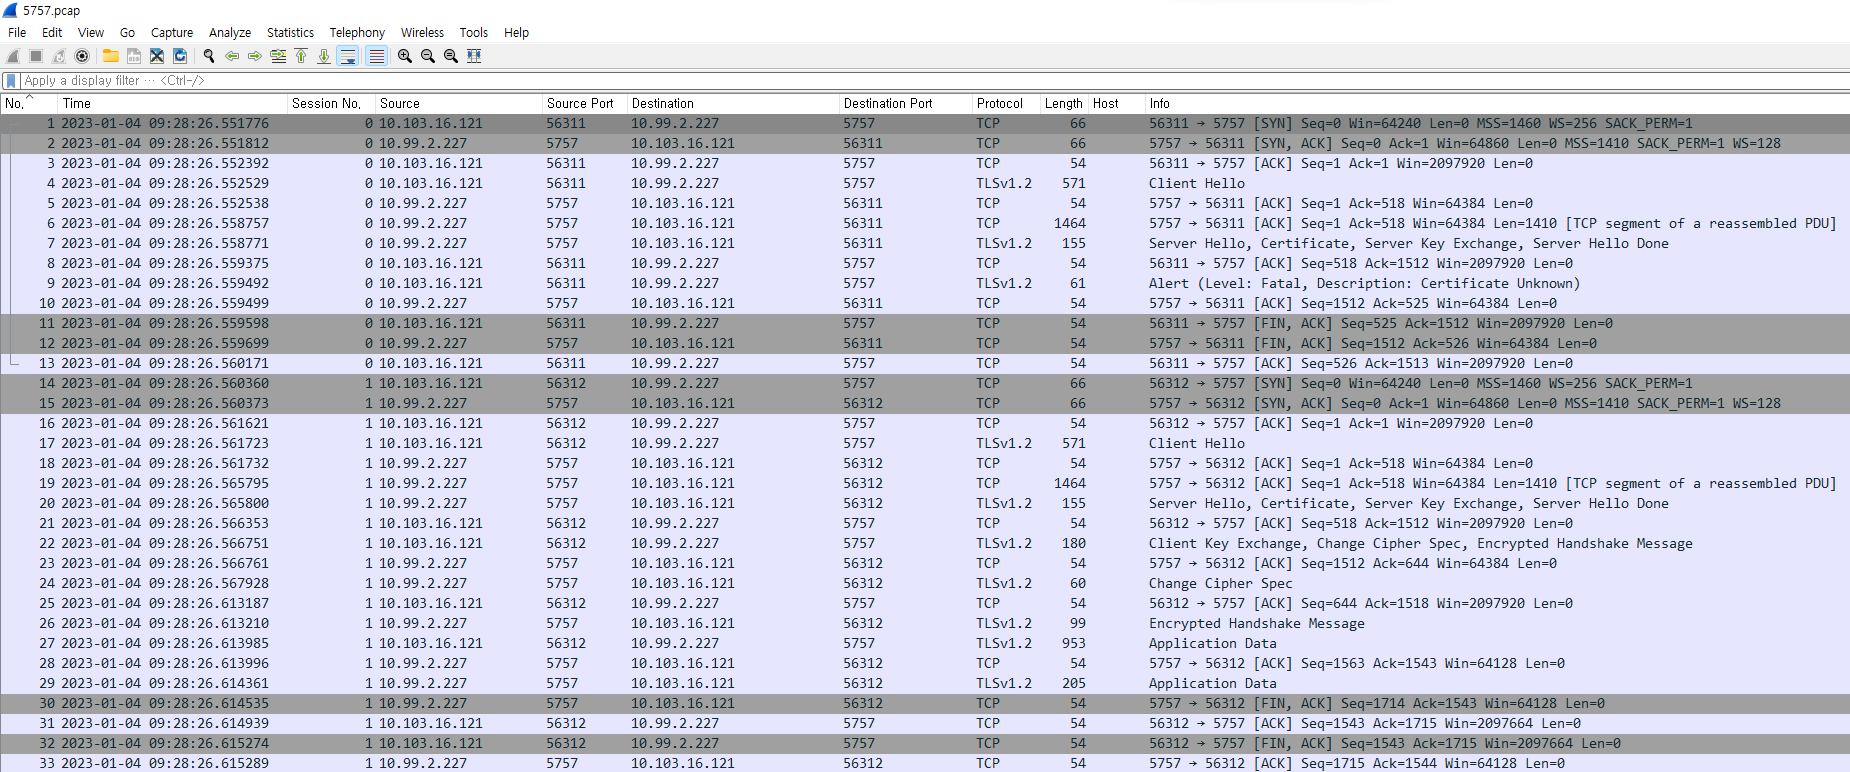 5757.pcap
File Edit View Go Capture Analyze Statistics Telephony Wireless Tools Help
Apply a display filter ··· <Ctrl-/>
No. Time Session No. Source Source Port Destination Destination Port Protocol Length Host Info
1 2023-01-04 09:28:26.551776 0 10.103.16.121 56311 10.99.2.227 5757 TCP 66 56311 → 5757 [SYN] Seq=0 Win=64240 Len=0 MSS=1460 WS=256 SACK_PERM=1
2 2023-01-04 09:28:26.551812 0 10.99.2.227 5757 10.103.16.121 56311 TCP 66 5757 → 56311 [SYN, ACK] Seq=0 Ack=1 Win=64860 Len=0 MSS=1410 SACK_PERM=1 WS=128
3 2023-01-04 09:28:26.552392 0 10.103.16.121 56311 10.99.2.227 5757 TCP 54 56311 → 5757 [ACK] Seq=1 Ack=1 Win=2097920 Len=0
4 2023-01-04 09:28:26.552529 0 10.103.16.121 56311 10.99.2.227 5757 TLSv1.2 571 Client Hello
5 2023-01-04 09:28:26.552538 0 10.99.2.227 5757 10.103.16.121 56311 TCP 54 5757 → 56311 [ACK] Seq=1 Ack=518 Win=64384 Len=0
6 2023-01-04 09:28:26.558757 0 10.99.2.227 5757 10.103.16.121 56311 TCP 1464 5757 → 56311 [ACK] Seq=1 Ack=518 Win=64384 Len=1410 [TCP segment of a reassembled PDU]
7 2023-01-04 09:28:26.558771 0 10.99.2.227 5757 10.103.16.121 56311 TLSv1.2 155 Server Hello, Certificate, Server Key Exchange, Server Hello Done
8 2023-01-04 09:28:26.559375 0 10.103.16.121 56311 10.99.2.227 5757 TCP 54 56311 → 5757 [ACK] Seq=518 Ack=1512 Win=2097920 Len=0
9 2023-01-04 09:28:26.559492 0 10.103.16.121 56311 10.99.2.227 5757 TLSv1.2 61 Alert (Level: Fatal, Description: Certificate Unknown)
10 2023-01-04 09:28:26.559499 0 10.99.2.227 5757 10.103.16.121 56311 TCP 54 5757 → 56311 [ACK] Seq=1512 Ack=525 Win=64384 Len=0
11 2023-01-04 09:28:26.559598 0 10.103.16.121 56311 10.99.2.227 5757 TCP 54 56311 → 5757 [FIN, ACK] Seq=525 Ack=1512 Win=2097920 Len=0
12 2023-01-04 09:28:26.559699 0 10.99.2.227 5757 10.103.16.121 56311 TCP 54 5757 → 56311 [FIN, ACK] Seq=1512 Ack=526 Win=64384 Len=0
13 2023-01-04 09:28:26.560171 0 10.103.16.121 56311 10.99.2.227 5757 TCP 54 56311 → 5757 [ACK] Seq=526 Ack=1513 Win=2097920 Len=0
14 2023-01-04 09:28:26.560360 1 10.103.16.121 56312 10.99.2.227 5757 TCP 66 56312 → 5757 [SYN] Seq=0 Win=64240 Len=0 MSS=1460 WS=256 SACK_PERM=1
15 2023-01-04 09:28:26.560373 1 10.99.2.227 5757 10.103.16.121 56312 TCP 66 5757 → 56312 [SYN, ACK] Seq=0 Ack=1 Win=64860 Len=0 MSS=1410 SACK_PERM=1 WS=128
16 2023-01-04 09:28:26.561621 1 10.103.16.121 56312 10.99.2.227 5757 TCP 54 56312 → 5757 [ACK] Seq=1 Ack=1 Win=2097920 Len=0
17 2023-01-04 09:28:26.561723 1 10.103.16.121 56312 10.99.2.227 5757 TLSv1.2 571 Client Hello
18 2023-01-04 09:28:26.561732 1 10.99.2.227 5757 10.103.16.121 56312 TCP 54 5757 → 56312 [ACK] Seq=1 Ack=518 Win=64384 Len=0
19 2023-01-04 09:28:26.565795 1 10.99.2.227 5757 10.103.16.121 56312 TCP 1464 5757 → 56312 [ACK] Seq=1 Ack=518 Win=64384 Len=1410 [TCP segment of a reassembled PDU]
20 2023-01-04 09:28:26.565800 1 10.99.2.227 5757 10.103.16.121 56312 TLSv1.2 155 Server Hello, Certificate, Server Key Exchange, Server Hello Done
21 2023-01-04 09:28:26.566353 1 10.103.16.121 56312 10.99.2.227 5757 TCP 54 56312 → 5757 [ACK] Seq=518 Ack=1512 Win=2097920 Len=0
22 2023-01-04 09:28:26.566751 1 10.103.16.121 56312 10.99.2.227 5757 TLSv1.2 180 Client Key Exchange, Change Cipher Spec, Encrypted Handshake Message
23 2023-01-04 09:28:26.566761 1 10.99.2.227 5757 10.103.16.121 56312 TCP 54 5757 → 56312 [ACK] Seq=1512 Ack=644 Win=64384 Len=0
24 2023-01-04 09:28:26.567928 1 10.99.2.227 5757 10.103.16.121 56312 TLSv1.2 60 Change Cipher Spec
25 2023-01-04 09:28:26.613187 1 10.103.16.121 56312 10.99.2.227 5757 TCP 54 56312 → 5757 [ACK] Seq=644 Ack=1518 Win=2097920 Len=0
26 2023-01-04 09:28:26.613210 1 10.99.2.227 5757 10.103.16.121 56312 TLSv1.2 99 Encrypted Handshake Message
27 2023-01-04 09:28:26.613985 1 10.103.16.121 56312 10.99.2.227 5757 TLSv1.2 953 Application Data
28 2023-01-04 09:28:26.613996 1 10.99.2.227 5757 10.103.16.121 56312 TCP 54 5757 → 56312 [ACK] Seq=1563 Ack=1543 Win=64128 Len=0
29 2023-01-04 09:28:26.614361 1 10.99.2.227 5757 10.103.16.121 56312 TLSv1.2 205 Application Data
30 2023-01-04 09:28:26.614535 1 10.99.2.227 5757 10.103.16.121 56312 TCP 54 5757 → 56312 [FIN, ACK] Seq=1714 Ack=1543 Win=64128 Len=0
31 2023-01-04 09:28:26.614939 1 10.103.16.121 56312 10.99.2.227 5757 TCP 54 56312 → 5757 [ACK] Seq=1543 Ack=1715 Win=2097664 Len=0
32 2023-01-04 09:28:26.615274 1 10.103.16.121 56312 10.99.2.227 5757 TCP 54 56312 → 5757 [FIN, ACK] Seq=1543 Ack=1715 Win=2097664 Len=0
33 2023-01-04 09:28:26.615289 1 10.99.2.227 5757 10.103.16.121 56312 TCP 54 5757 → 56312 [ACK] Seq=1715 Ack=1544 Win=64128 Len=0